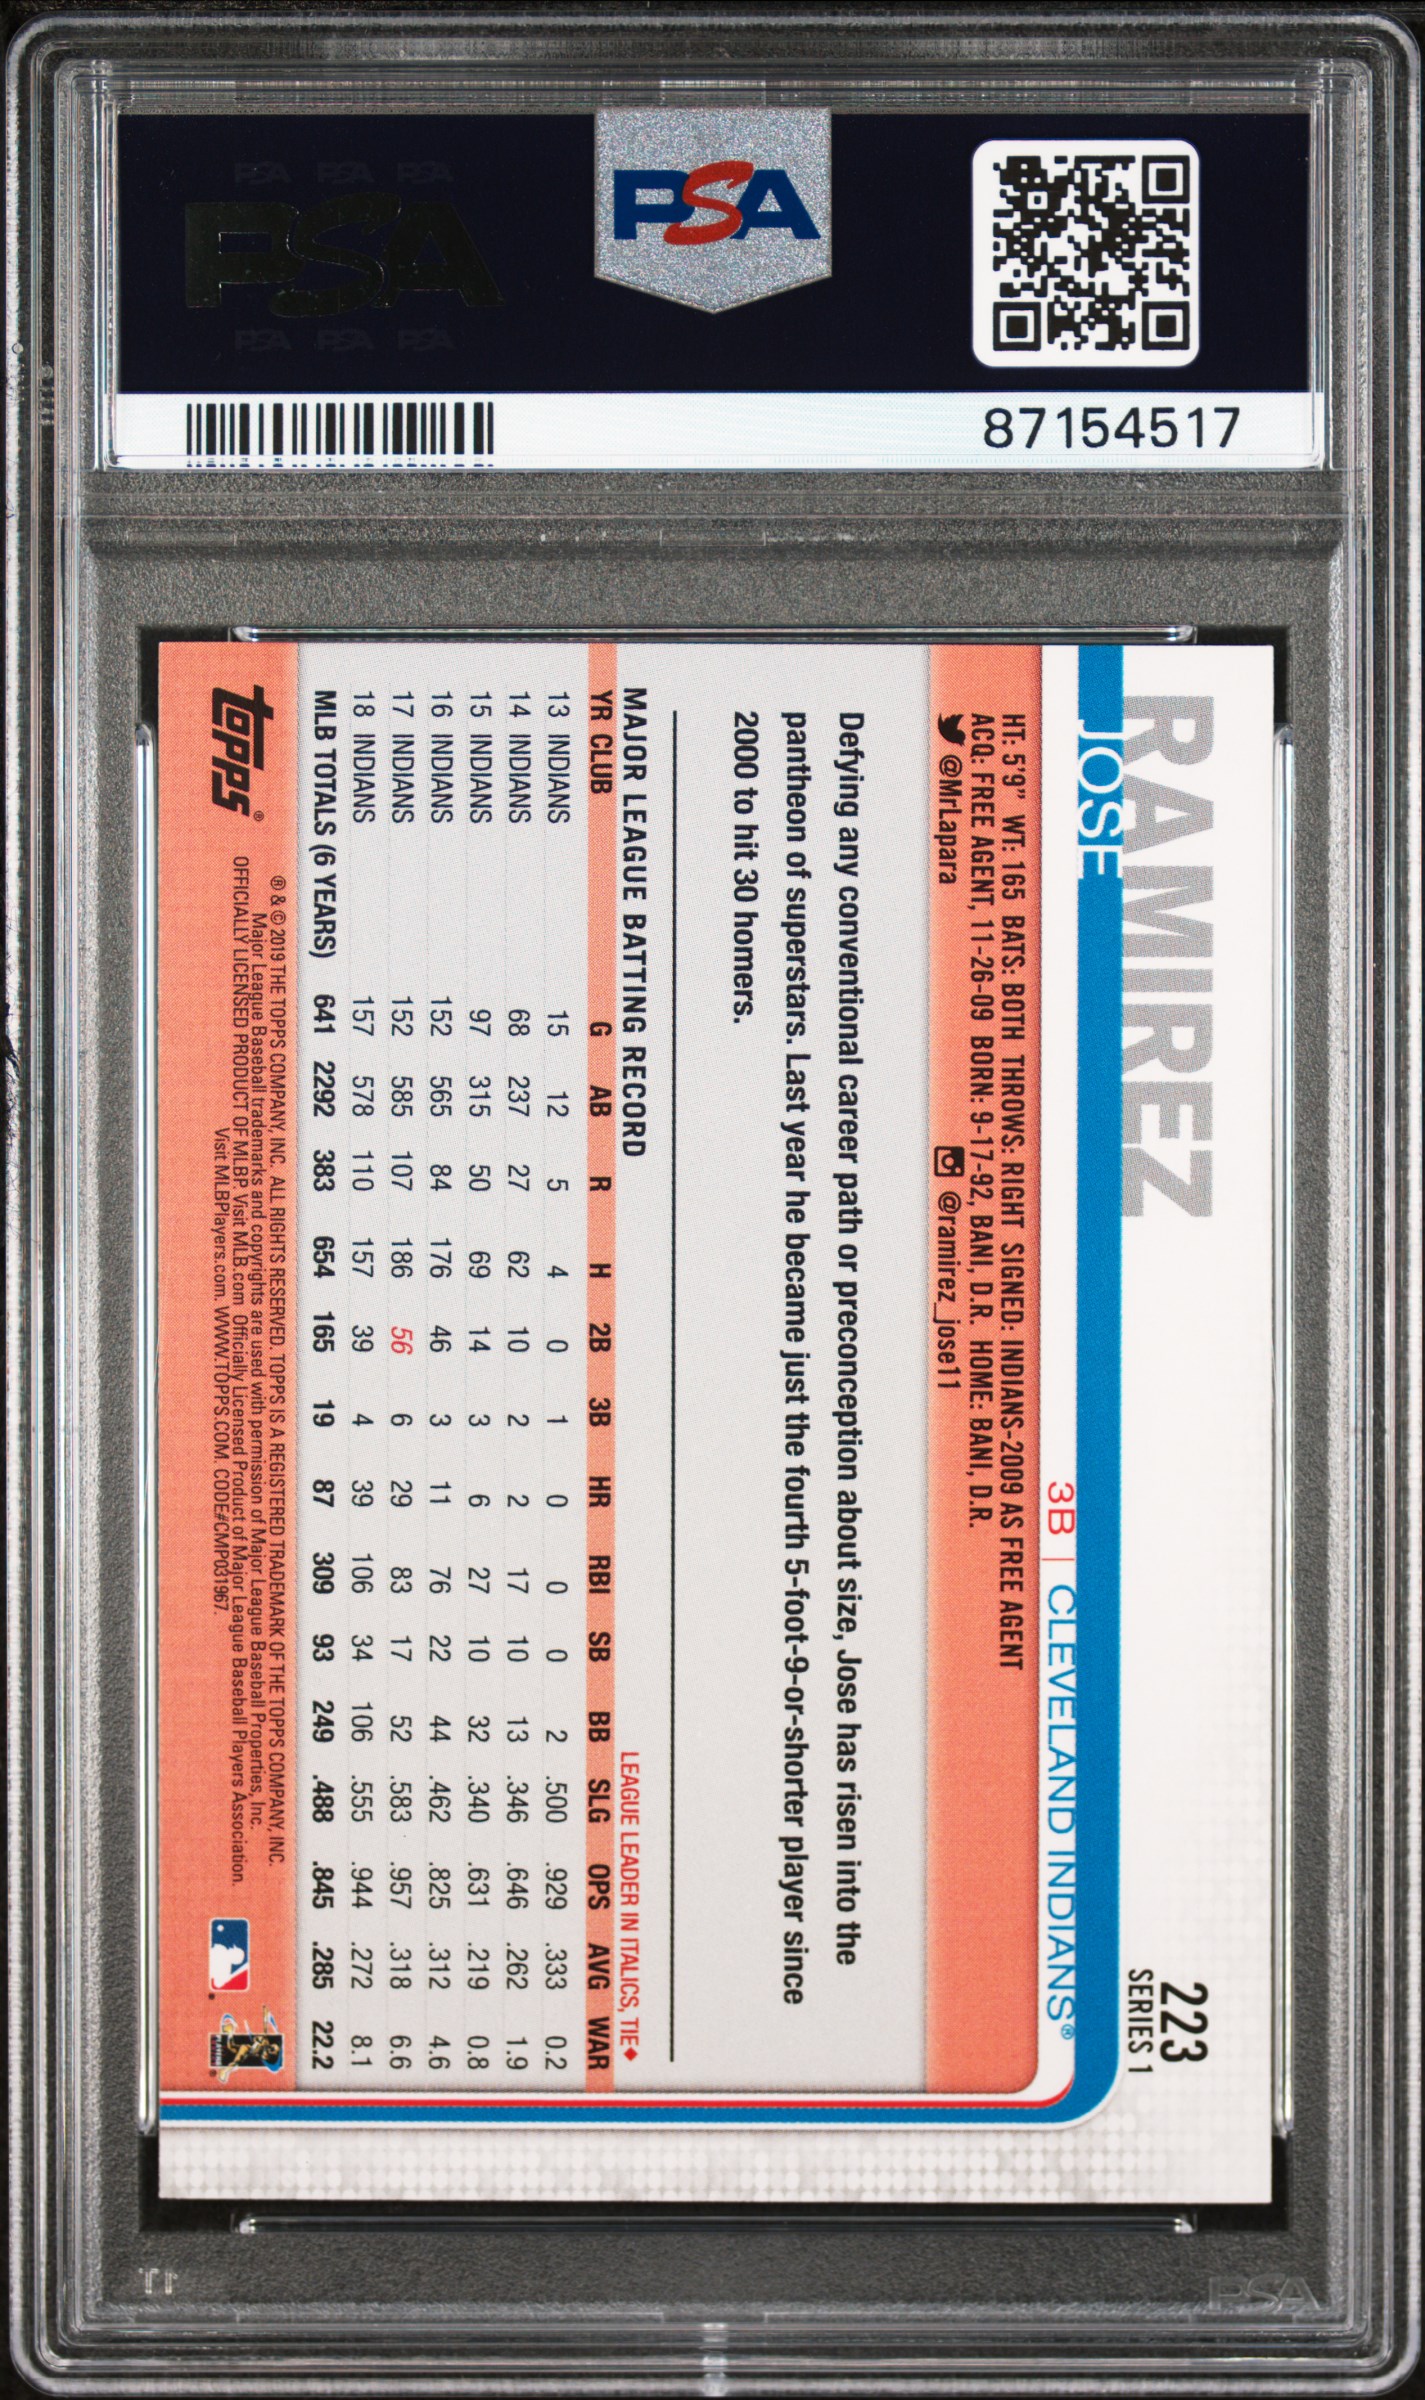 PSA PSA PSA
PSA
PSA PSA PSA
PSA
87154517
RAMIREZ
JOSE
223
SERIES 1
3B | CLEVELAND INDIANS®
HT: 5'9" WT: 165 BATS: BOTH THROWS: RIGHT SIGNED: INDIANS-2009 AS FREE AGENT
ACQ: FREE AGENT, 11-26-09 BORN: 9-17-92, BANI, D.R. HOME: BANI, D.R.
@MrLapara @ramirez_jose11
Defying any conventional career path or preconception about size, Jose has risen into the
pantheon of superstars. Last year he became just the fourth 5-foot-9-or-shorter player since
2000 to hit 30 homers.
MAJOR LEAGUE BATTING RECORD LEAGUE LEADER IN ITALICS, TIE♦
YR CLUB G AB R H 2B 3B HR RBI SB BB SLG OPS AVG WAR
13 INDIANS 15 12 5 4 0 1 0 0 0 2 .500 .929 .333 0.2
14 INDIANS 68 237 27 62 10 2 2 17 10 13 .346 .646 .262 1.9
15 INDIANS 97 315 50 69 14 3 6 27 10 32 .340 .631 .219 0.8
16 INDIANS 152 565 84 176 46 3 11 76 22 44 .462 .825 .312 4.6
17 INDIANS 152 585 107 186 56 6 29 83 17 52 .583 .957 .318 6.6
18 INDIANS 157 578 110 157 39 4 39 106 34 106 .555 .944 .272 8.1
MLB TOTALS (6 YEARS) 641 2292 383 654 165 19 87 309 93 249 .488 .845 .285 22.2
topps®
® & © 2019 THE TOPPS COMPANY, INC. ALL RIGHTS RESERVED. TOPPS IS A REGISTERED TRADEMARK OF THE TOPPS COMPANY, INC.
Major League Baseball trademarks and copyrights are used with permission of Major League Baseball Properties, Inc.
OFFICIALLY LICENSED PRODUCT OF MLBP. Visit MLB.com Officially Licensed Product of Major League Baseball Players Association.
Visit MLBPlayers.com. WWW.TOPPS.COM. CODE#CMP031967.
PSA